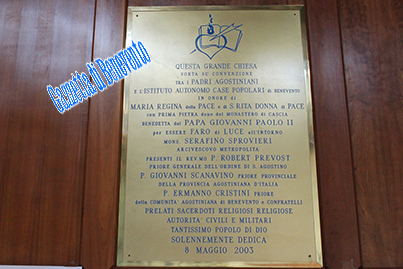 Gazzetta di Benevento
QUESTA GRANDE CHIESA
SORTA SU CONVENZIONE
TRA I PADRI AGOSTINIANI
E L'ISTITUTO AUTONOMO CASE POPOLARI di BENEVENTO
IN ONORE di
MARIA REGINA della PACE e di S. RITA DONNA di PACE
con PRIMA PIETRA dono del MONASTERO di CASCIA
BENEDETTA dal PAPA GIOVANNI PAOLO II
per ESSERE FARO di LUCE all'INTORNO
MONS. SERAFINO SPROVIERI
ARCIVESCOVO METROPOLITA
PRESENTI IL REV.MO P. ROBERT PREVOST
PRIORE GENERALE DELL'ORDINE DI S. AGOSTINO
P. GIOVANNI SCANAVINO PRIORE PROVINCIALE
DELLA PROVINCIA AGOSTINIANA D'ITALIA
P. ERMANNO CRISTINI PRIORE
della COMUNITA' AGOSTINIANA di BENEVENTO e CONFRATELLI
PRELATI SACERDOTI RELIGIOSI RELIGIOSE
AUTORITA' CIVILI E MILITARI
TANTISSIMO POPOLO DI DIO
SOLENNEMENTE DEDICA
8 MAGGIO 2003